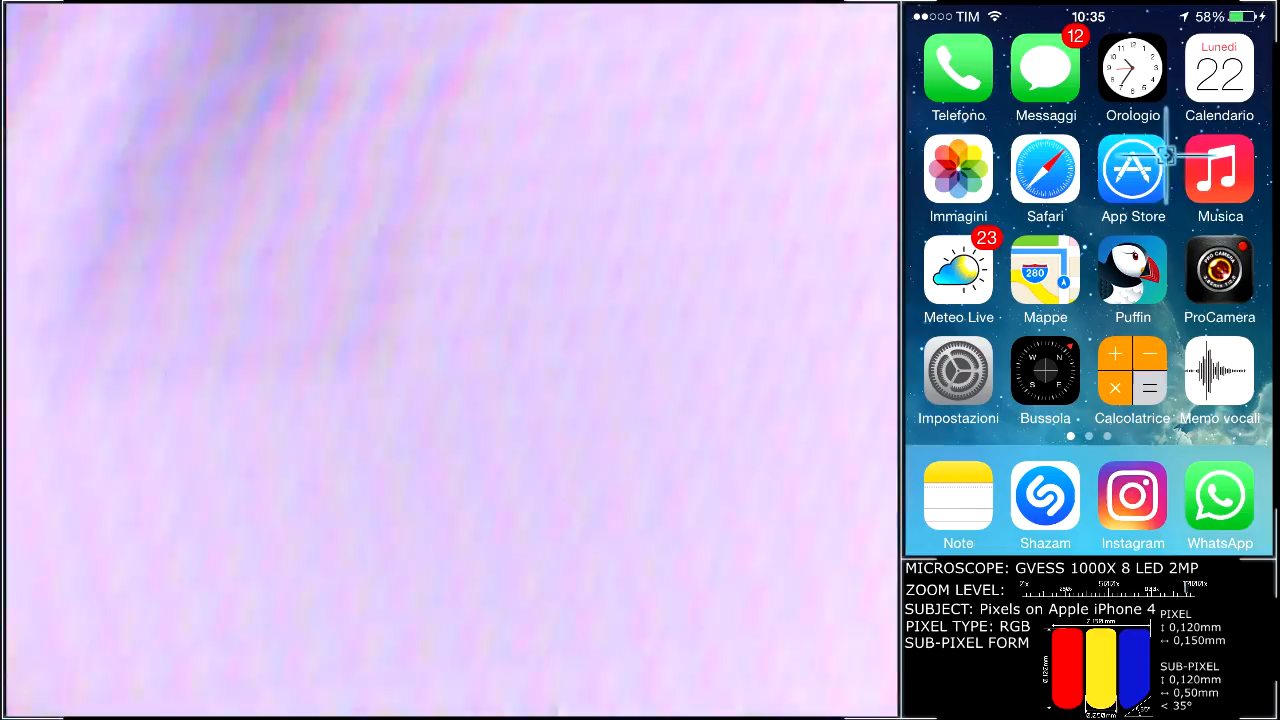 TIM 10:35 58%
12
Lunedì
22
Telefono Messaggi Orologio Calendario
Immagini Safari App Store Musica
23
280
PRO CAMERA
Meteo Live Mappe Puffin ProCamera
W N
S E
Impostazioni Bussola Calcolatrice Memo vocali
Note Shazam Instagram WhatsApp
MICROSCOPE: GVESS 1000X 8 LED 2MP
ZOOM LEVEL:
SUBJECT: Pixels on Apple iPhone 4
PIXEL TYPE: RGB
SUB-PIXEL FORM
PIXEL
↕ 0,120mm
↔ 0,150mm
SUB-PIXEL
↕ 0,120mm
↔ 0,50mm
< 35°